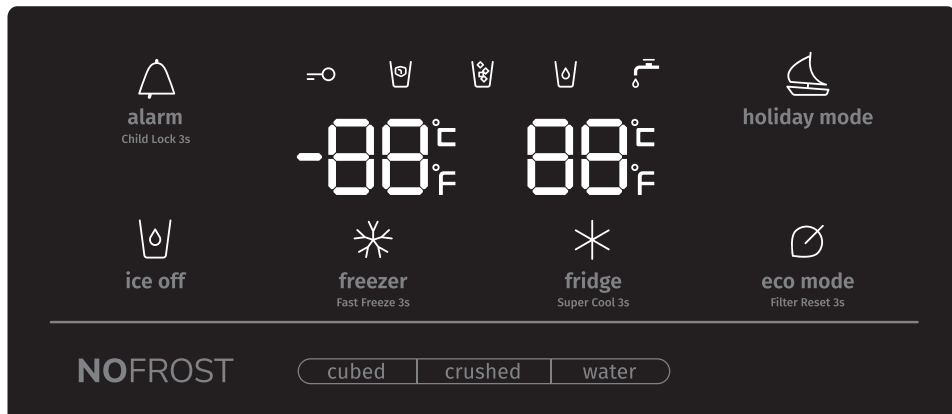 alarm
Child Lock 3s
holiday mode
-88°C °F
88°C °F
ice off
freezer
Fast Freeze 3s
fridge
Super Cool 3s
eco mode
Filter Reset 3s
NOFROST
cubed
crushed
water